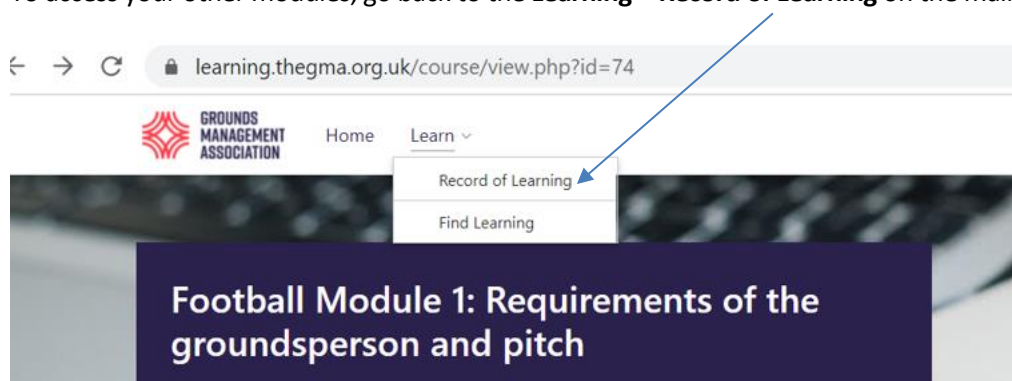 To access your other modules, go back to the Learning – Record of Learning on the mai
learning.thegma.org.uk/course/view.php?id=74
GROUNDS
MANAGEMENT
ASSOCIATION
Home Learn
Record of Learning
Find Learning
Football Module 1: Requirements of the
groundsperson and pitch